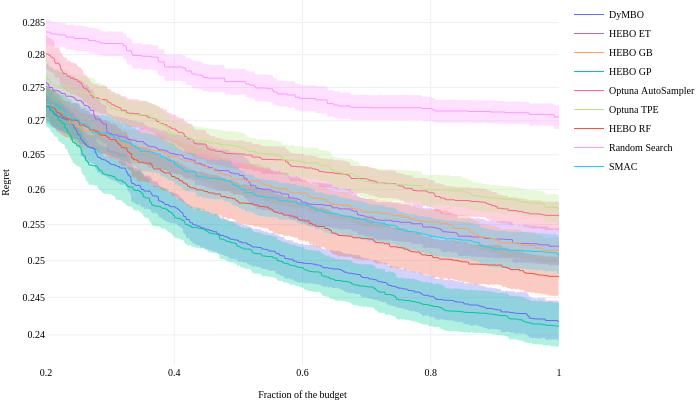 0.285
0.28
0.275
0.27
0.265
0.26
0.255
0.25
0.245
0.24
Regret
0.2
0.4
0.6
0.8
1
Fraction of the budget
DyMBO
HEBO ET
HEBO GB
HEBO GP
Optuna AutoSampler
Optuna TPE
HEBO RF
Random Search
SMAC